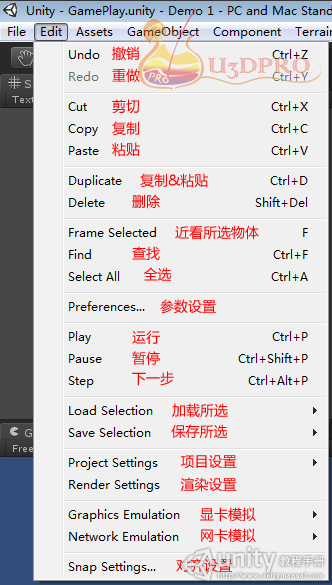 Unity - GamePlay.unity - Demo 1 - PC and Mac Stand
File Edit Assets GameObject Component Terrain
U3DPRO
Undo 撤销 Ctrl+Z
Redo 重做 Ctrl+Y
Cut 剪切 Ctrl+X
Copy 复制 Ctrl+C
Paste 粘贴 Ctrl+V
Duplicate 复制&粘贴 Ctrl+D
Delete 删除 Shift+Del
Frame Selected 近看所选物体 F
Find 查找 Ctrl+F
Select All 全选 Ctrl+A
Preferences... 参数设置
Play 运行 Ctrl+P
Pause 暂停 Ctrl+Shift+P
Step 下一步 Ctrl+Alt+P
Load Selection 加载所选
Save Selection 保存所选
Project Settings 项目设置
Render Settings 渲染设置
Graphics Emulation 显卡模拟
Network Emulation 网卡模拟
Snap Settings... 对齐设置
unity 教程手册